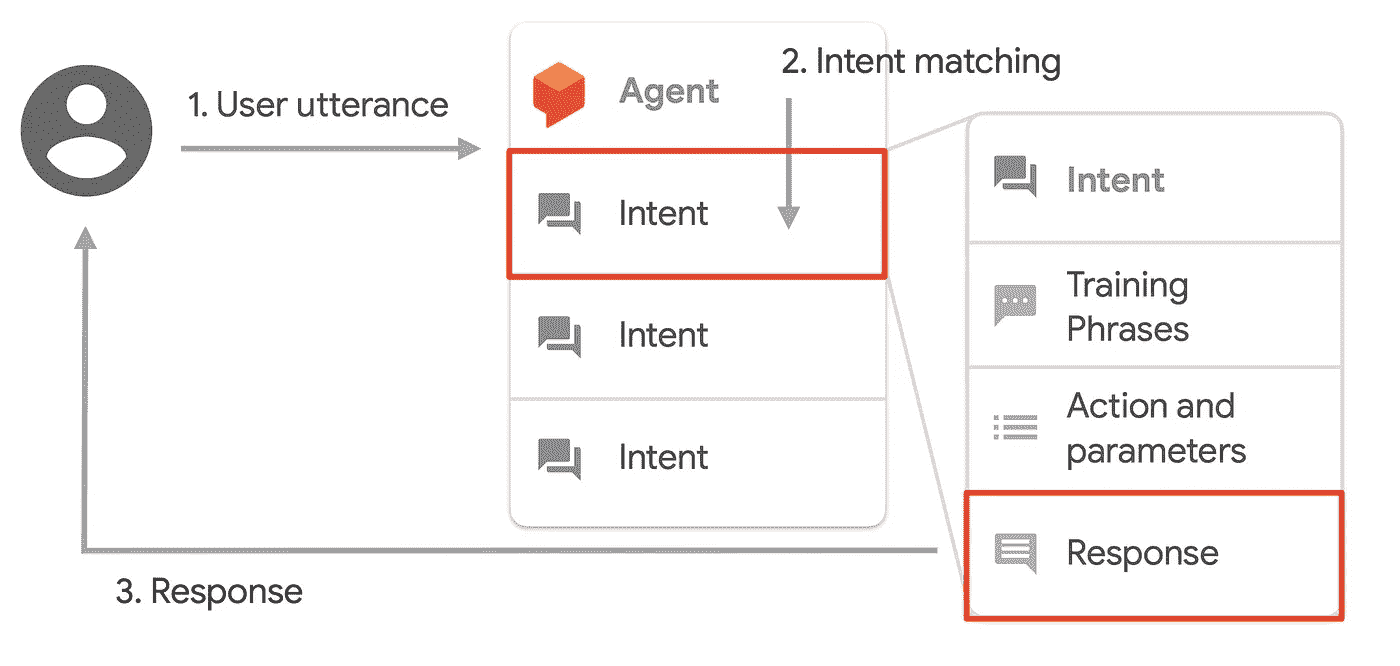 1. User utterance
Agent
2. Intent matching
Intent
Intent
Intent
Intent
Training
Phrases
Action and
parameters
Response
3. Response